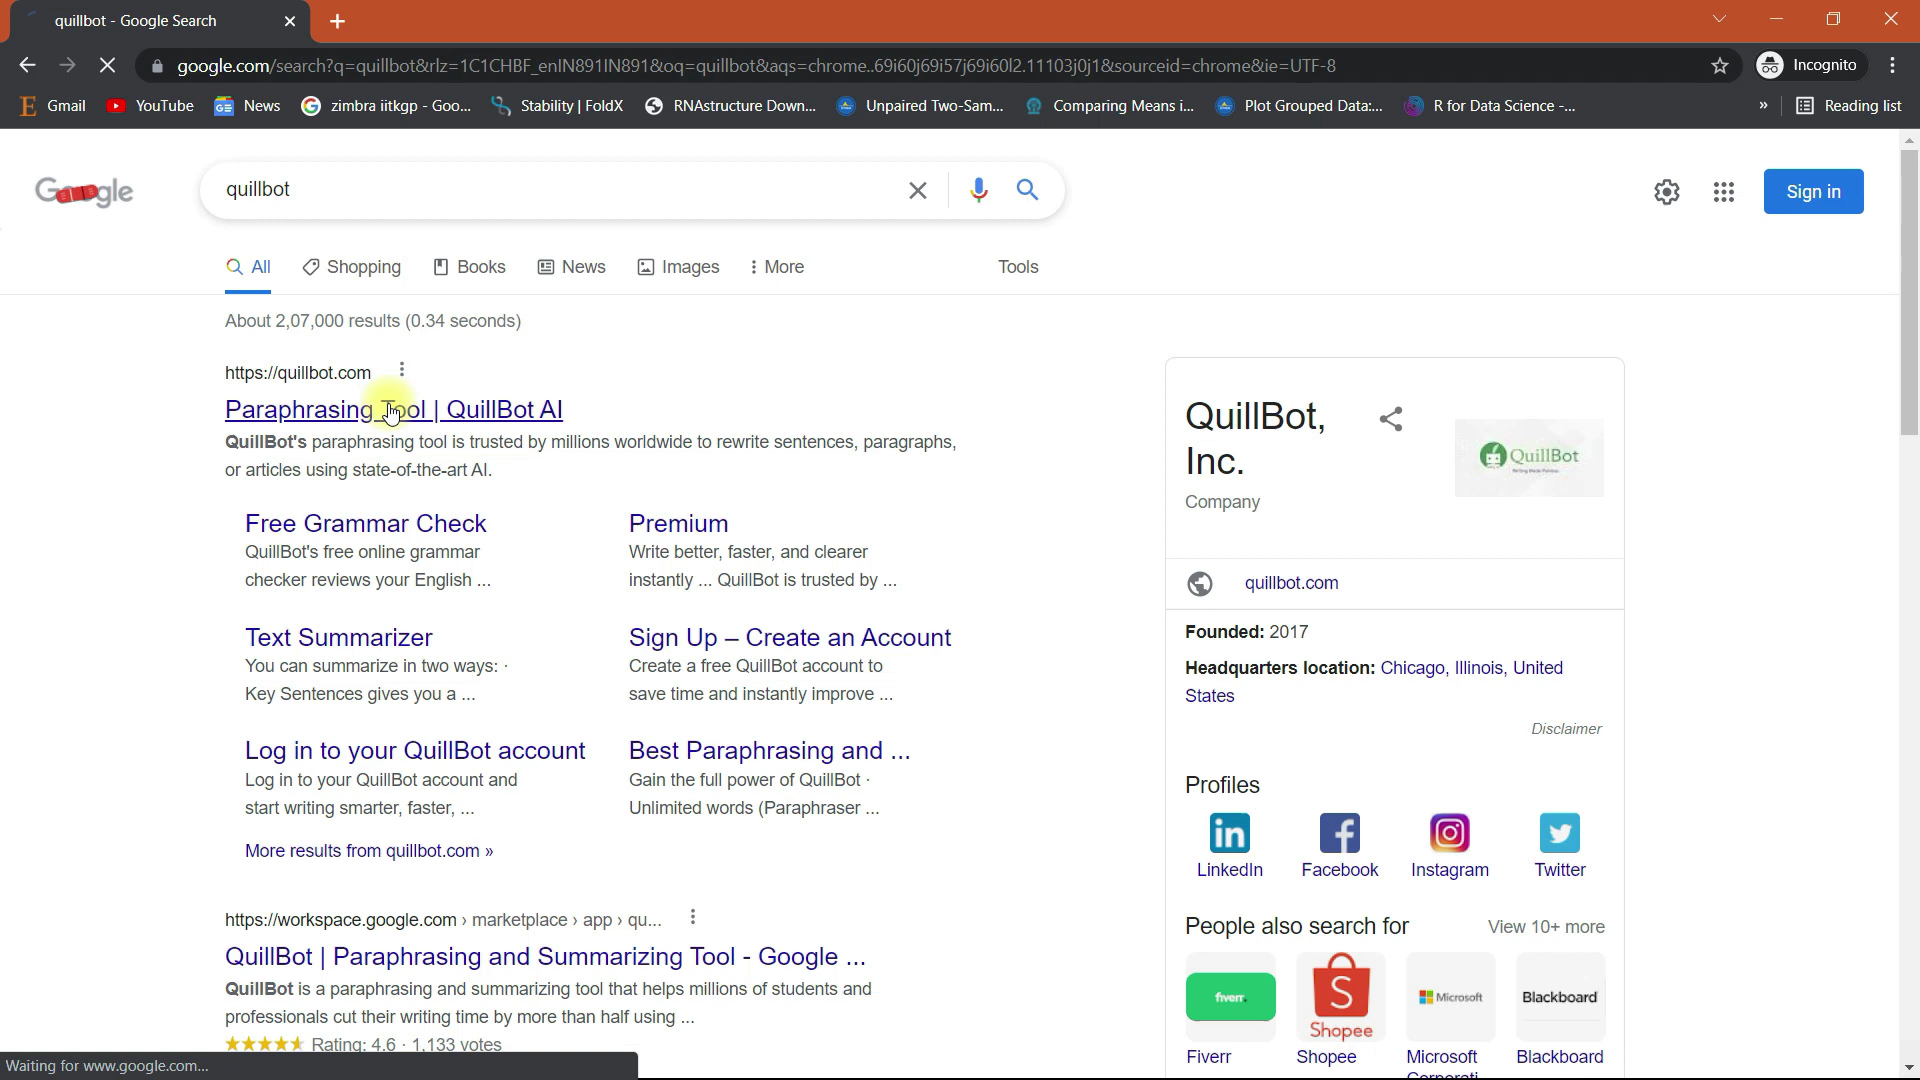 quillbot - Google Search
google.com/search?q=quillbot&rlz=1C1CHBF_enIN891IN891&oq=quillbot&aqs=chrome..69i60j69i57j69i60l2.11103j0j1&sourceid=chrome&ie=UTF-8
Incognito
Gmail YouTube News zimbra iitkgp - Goo... Stability | FoldX RNAstructure Down... Unpaired Two-Sam... Comparing Means i... Plot Grouped Data:... R for Data Science -... » Reading list
Google
quillbot
Sign in
All Shopping Books News Images More Tools
About 2,07,000 results (0.34 seconds)
https://quillbot.com
Paraphrasing Tool | QuillBot AI
QuillBot's paraphrasing tool is trusted by millions worldwide to rewrite sentences, paragraphs,
or articles using state-of-the-art AI.
Free Grammar Check
QuillBot's free online grammar
checker reviews your English ...
Premium
Write better, faster, and clearer
instantly ... QuillBot is trusted by ...
Text Summarizer
You can summarize in two ways: ·
Key Sentences gives you a ...
Sign Up – Create an Account
Create a free QuillBot account to
save time and instantly improve ...
Log in to your QuillBot account
Log in to your QuillBot account and
start writing smarter, faster, ...
Best Paraphrasing and ...
Gain the full power of QuillBot ·
Unlimited words (Paraphraser ...
More results from quillbot.com »
https://workspace.google.com › marketplace › app › qu...
QuillBot | Paraphrasing and Summarizing Tool - Google ...
QuillBot is a paraphrasing and summarizing tool that helps millions of students and
professionals cut their writing time by more than half using ...
Rating: 4.6 · 1,133 votes
Waiting for www.google.com...
QuillBot,
Inc.
Company
QuillBot
quillbot.com
Founded: 2017
Headquarters location: Chicago, Illinois, United
States
Disclaimer
Profiles
LinkedIn Facebook Instagram Twitter
People also search for View 10+ more
fiverr. Shopee Microsoft Blackboard
Fiverr Shopee Microsoft Blackboard
Corporati...